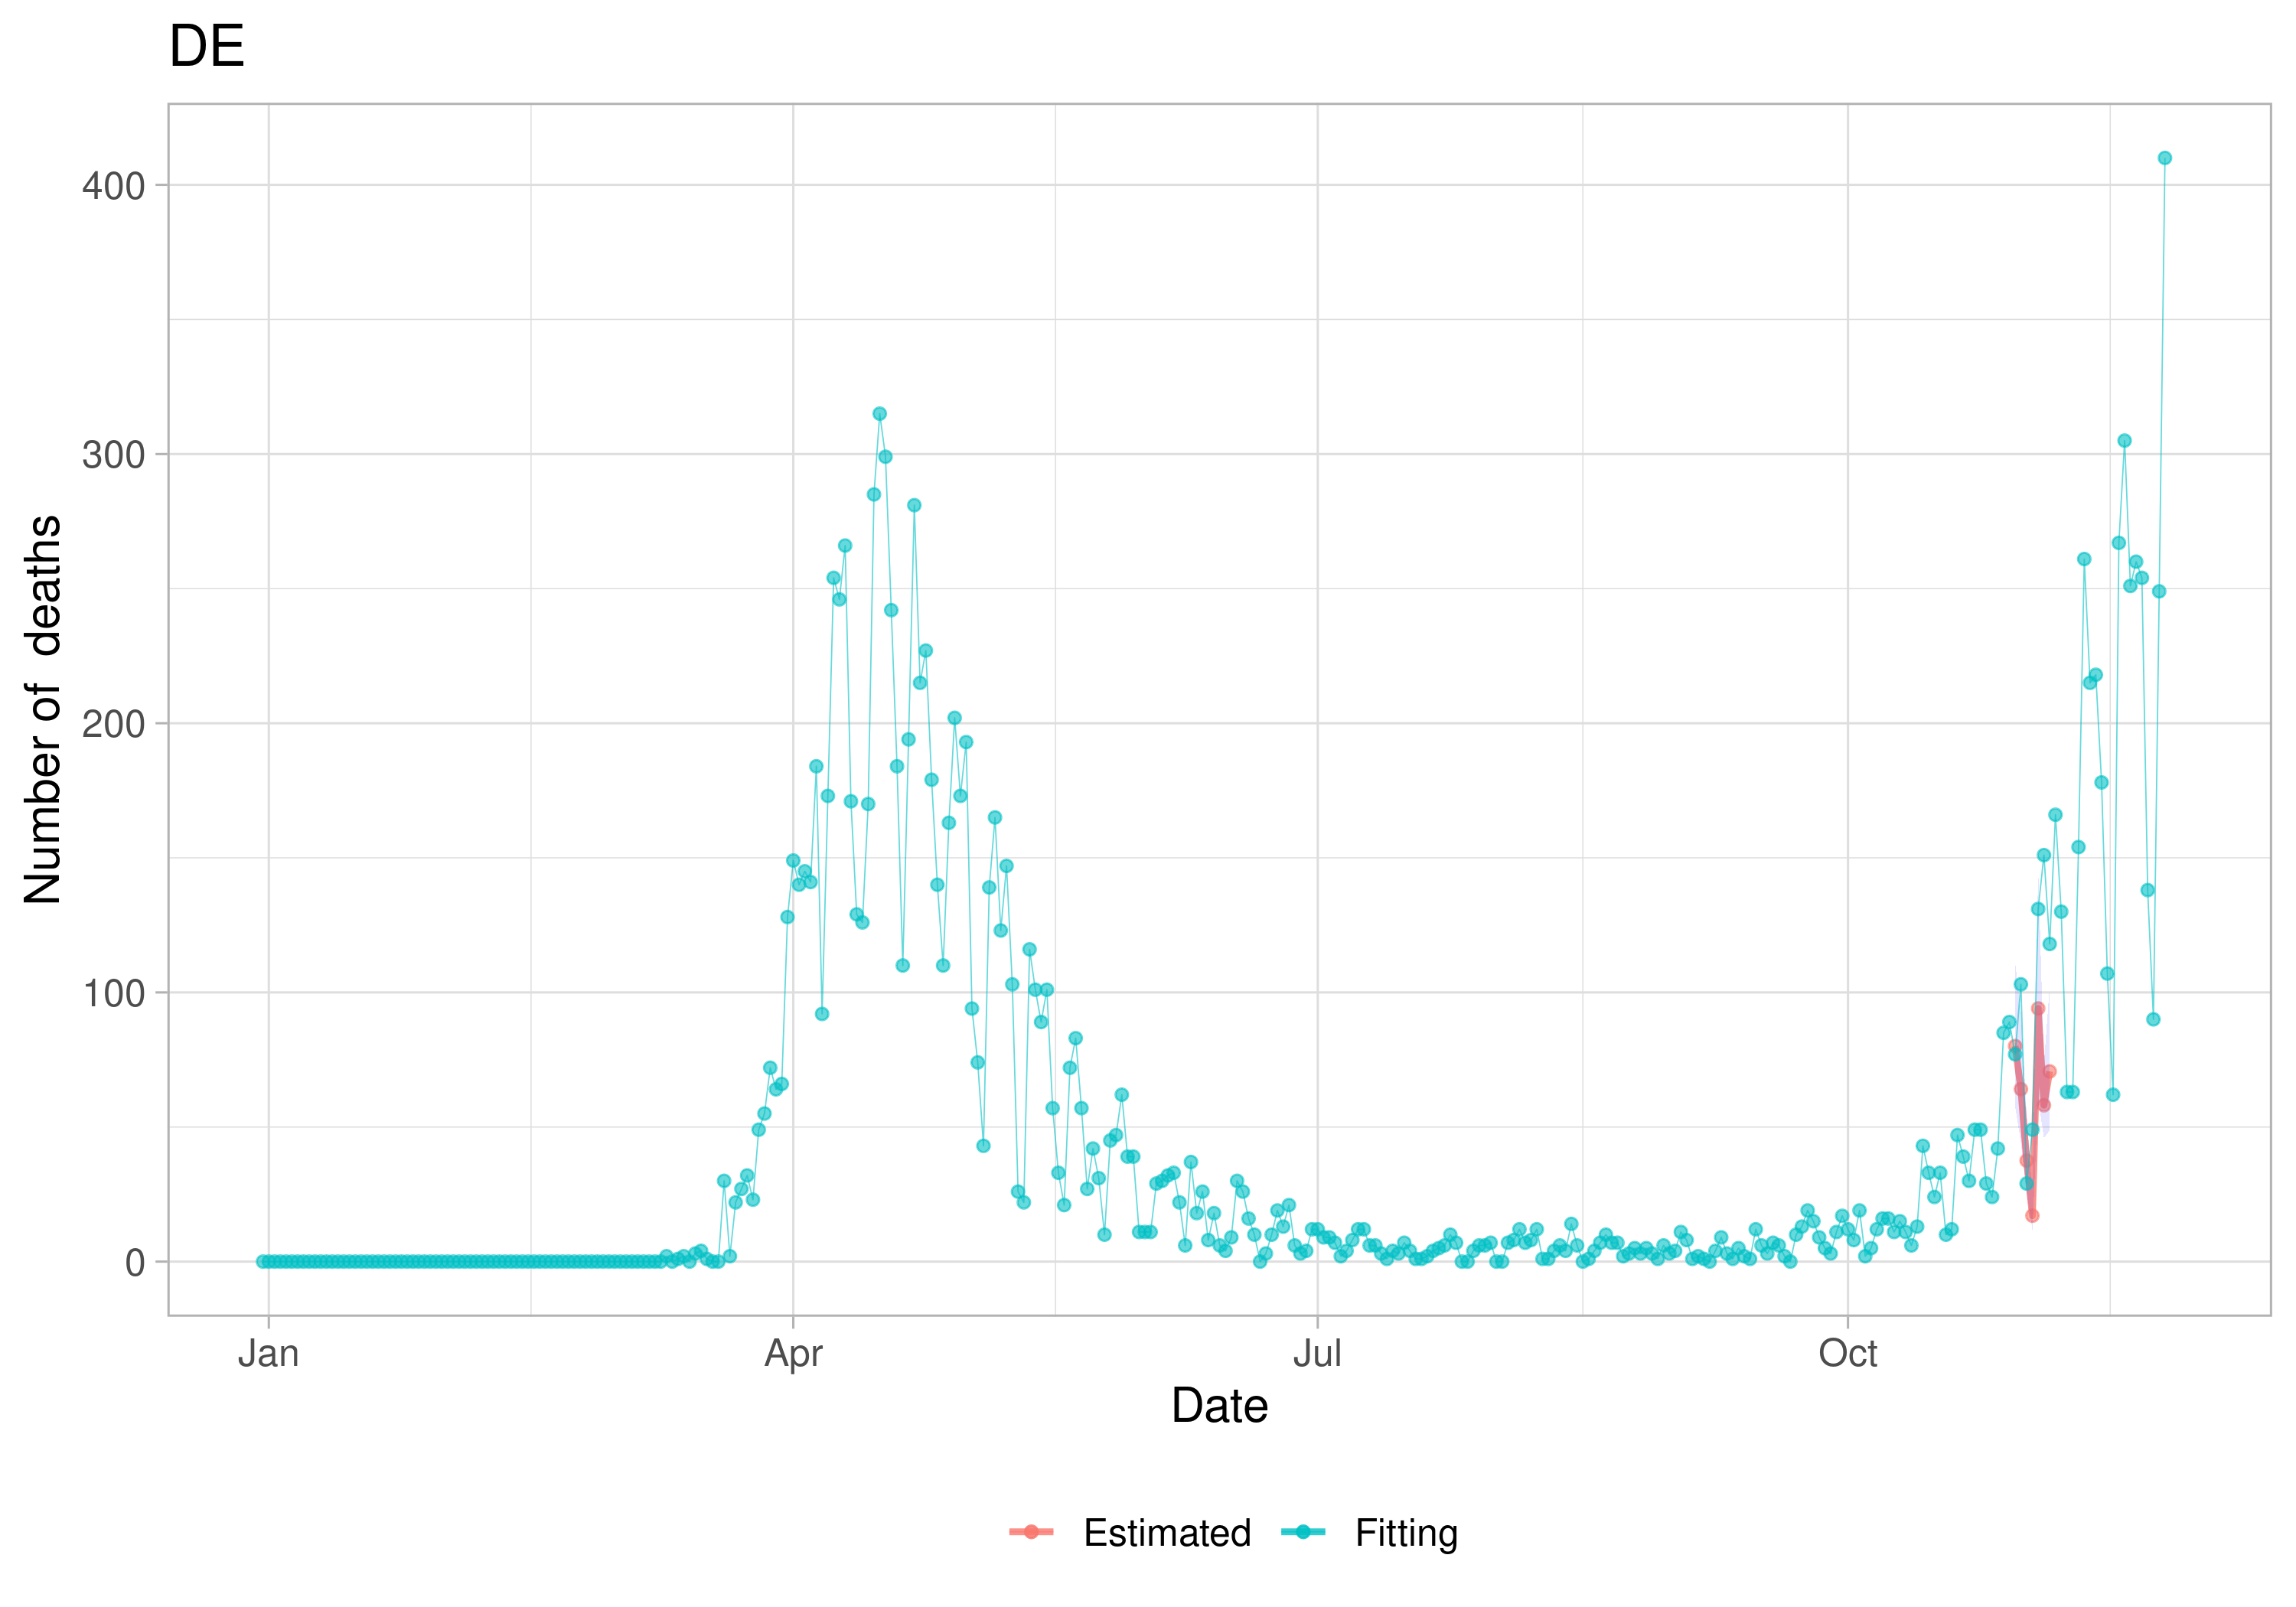 DE
Number of deaths
400
300
200
100
0
Jan Apr Jul Oct
Date
Estimated Fitting